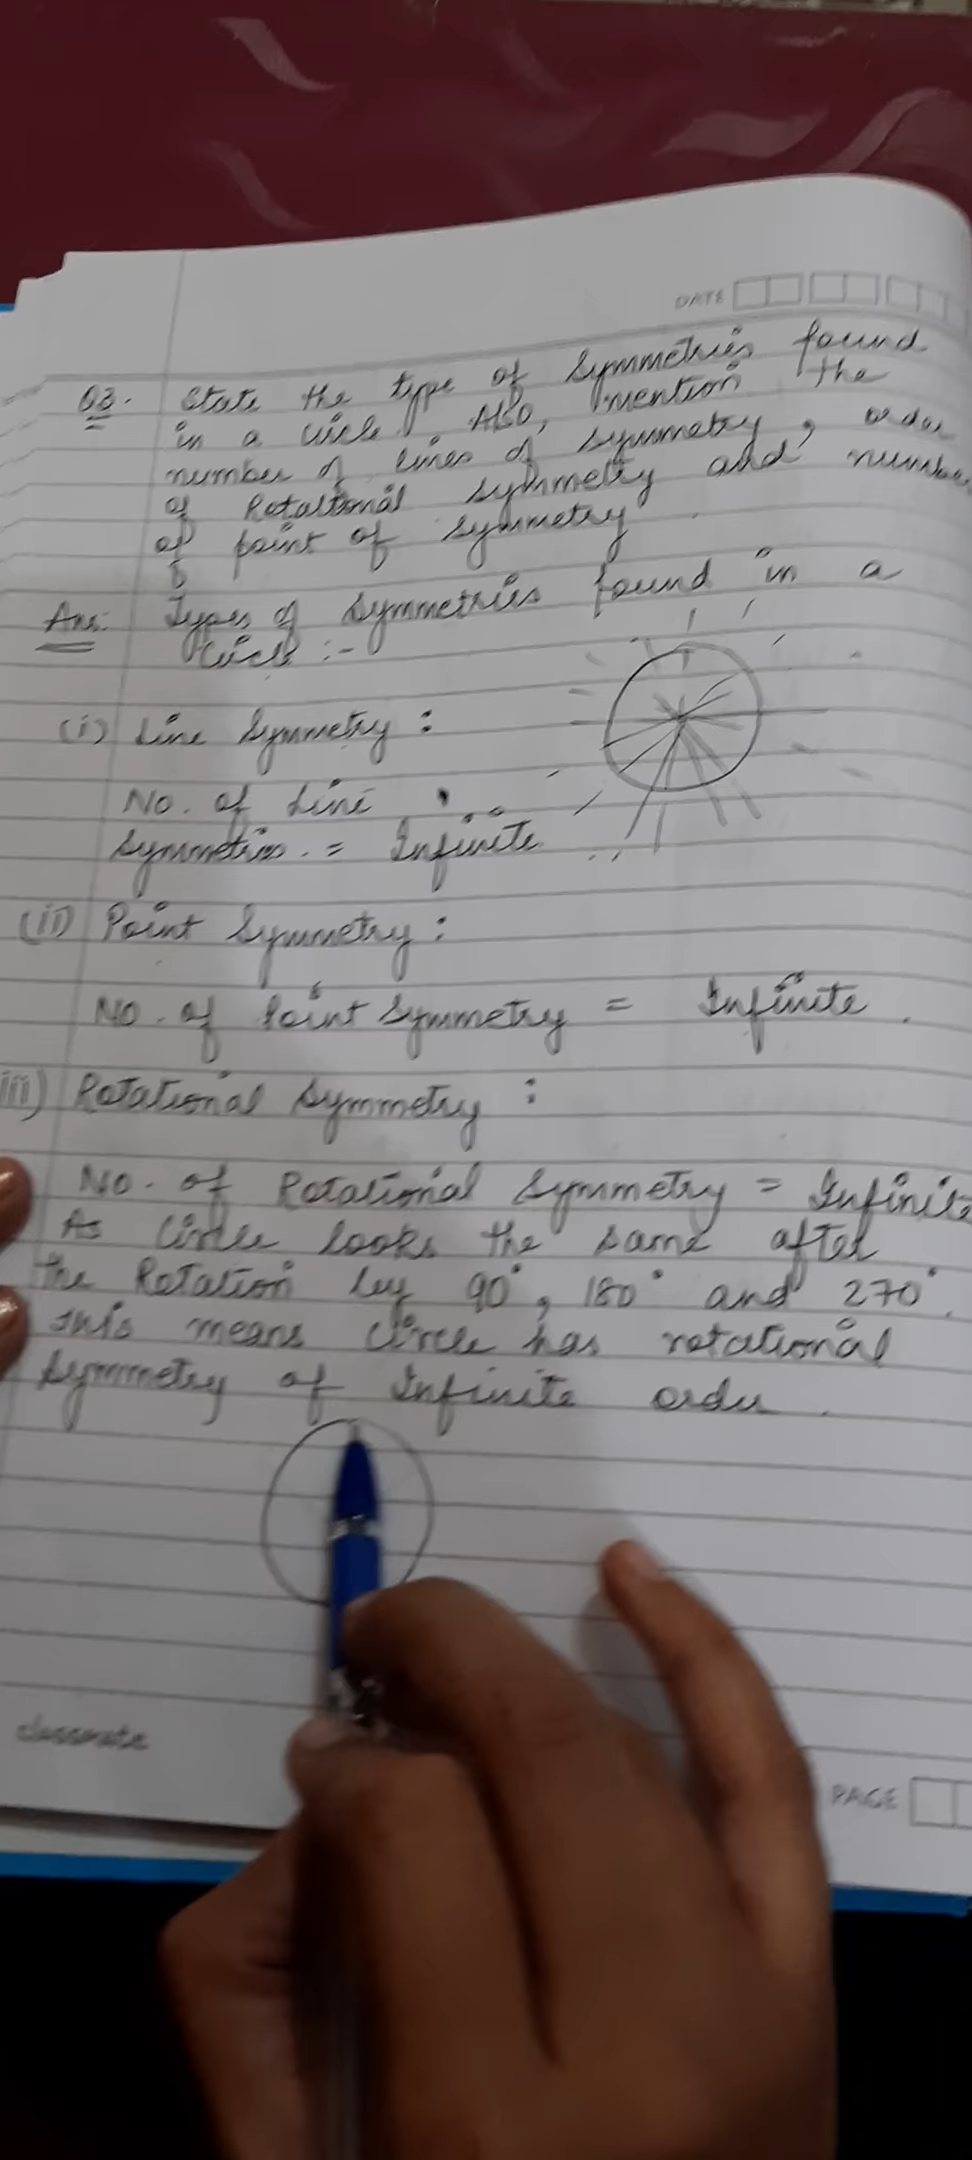 DATE
Q3. State the type of Symmetries found
in a circle. Also, mention the
number of lines of symmetry, order
of Rotational symmetry and number
of point of symmetry.
Ans: Types of Symmetries found in a
Circle :-
(i) Line Symmetry :
No. of Line
Symmetries. = Infinite
(ii) Point Symmetry :
No. of Point Symmetry = Infinite.
iii) Rotational Symmetry :
No. of Rotational Symmetry = Infinite
As Circle looks the same after
the Rotation by 90°, 180° and 270°.
This means circle has rotational
Symmetry of Infinite order.
classmate
PAGE